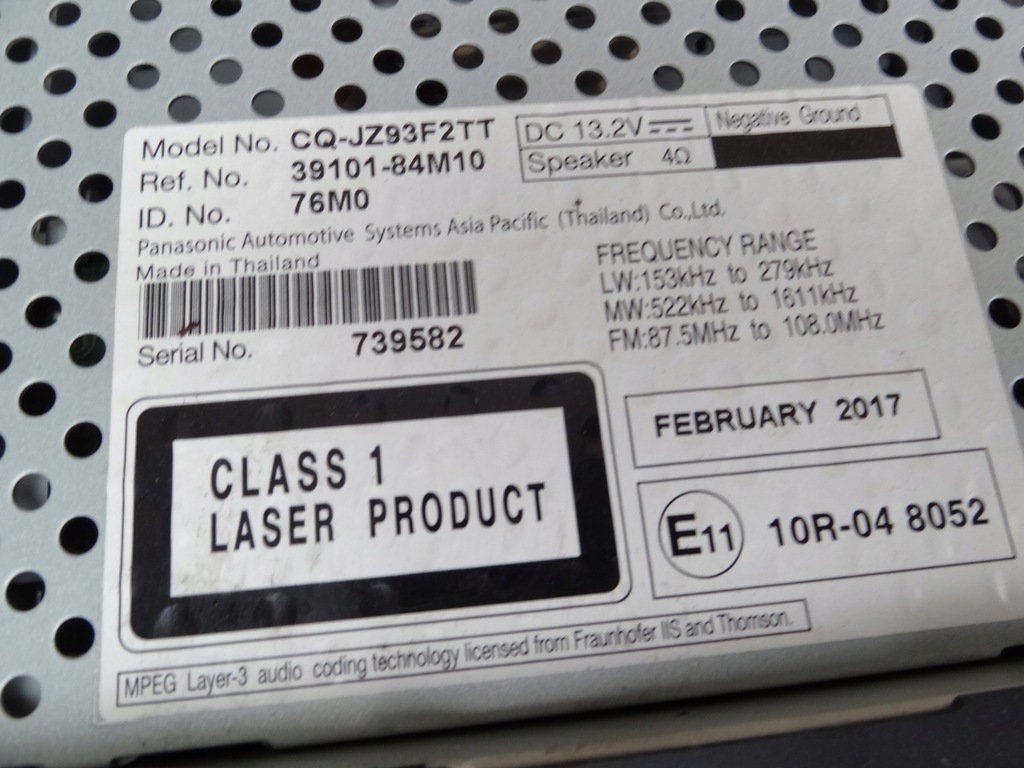 Model No. CQ-JZ93F2TT
Ref. No. 39101-84M10
ID. No. 76M0
DC 13.2V Negative Ground
Speaker 4Ω
Panasonic Automotive Systems Asia Pacific (Thailand) Co.,Ltd.
Made in Thailand
Serial No. 739582
FREQUENCY RANGE
LW:153kHz to 279kHz
MW:522kHz to 1611kHz
FM:87.5MHz to 108.0MHz
CLASS 1
LASER PRODUCT
FEBRUARY 2017
E11 10R-04 8052
MPEG Layer-3 audio coding technology licensed from Fraunhofer IIS and Thomson.